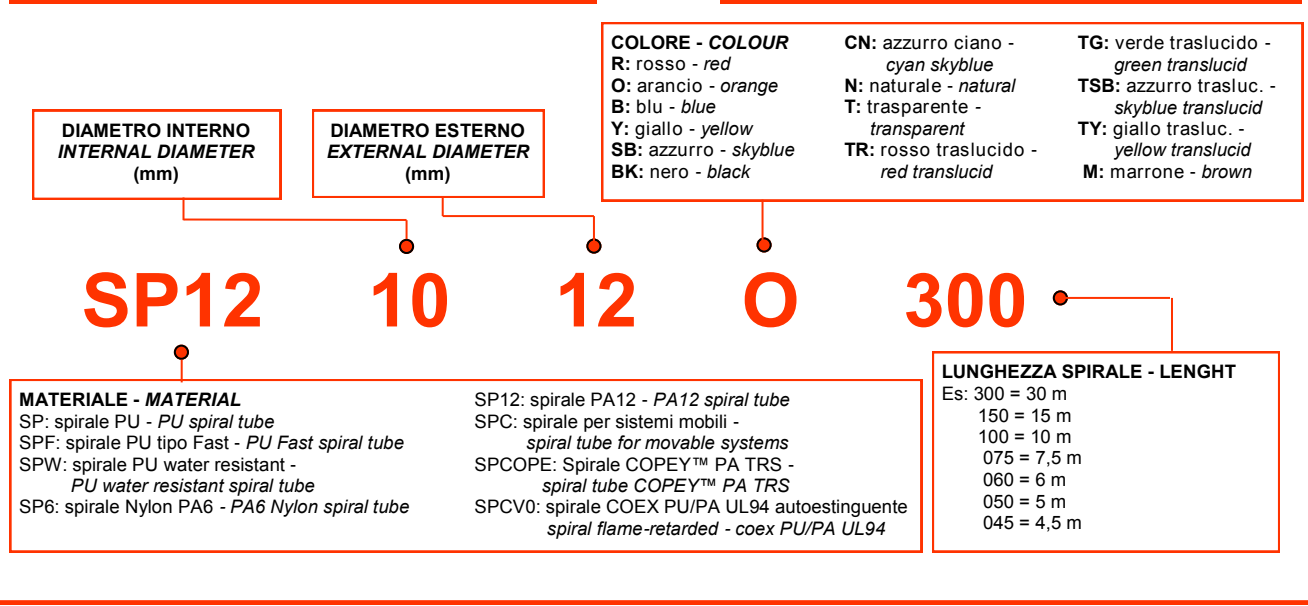 COLORE - COLOUR
R: rosso - red
O: arancio - orange
B: blu - blue
Y: giallo - yellow
SB: azzurro - skyblue
BK: nero - black
CN: azzurro ciano -
cyan skyblue
N: naturale - natural
T: trasparente -
transparent
TR: rosso traslucido -
red translucid
TG: verde traslucido -
green translucid
TSB: azzurro trasluc. -
skyblue translucid
TY: giallo trasluc. -
yellow translucid
M: marrone - brown
DIAMETRO INTERNO
INTERNAL DIAMETER
(mm)
DIAMETRO ESTERNO
EXTERNAL DIAMETER
(mm)
SP12 10 12 O 300
MATERIALE - MATERIAL
SP: spirale PU - PU spiral tube
SPF: spirale PU tipo Fast - PU Fast spiral tube
SPW: spirale PU water resistant -
PU water resistant spiral tube
SP6: spirale Nylon PA6 - PA6 Nylon spiral tube
SP12: spirale PA12 - PA12 spiral tube
SPC: spirale per sistemi mobili -
spiral tube for movable systems
SPCOPE: Spirale COPEY™ PA TRS -
spiral tube COPEY™ PA TRS
SPCV0: spirale COEX PU/PA UL94 autoestinguente
spiral flame-retarded - coex PU/PA UL94
LUNGHEZZA SPIRALE - LENGHT
Es: 300 = 30 m
150 = 15 m
100 = 10 m
075 = 7,5 m
060 = 6 m
050 = 5 m
045 = 4,5 m